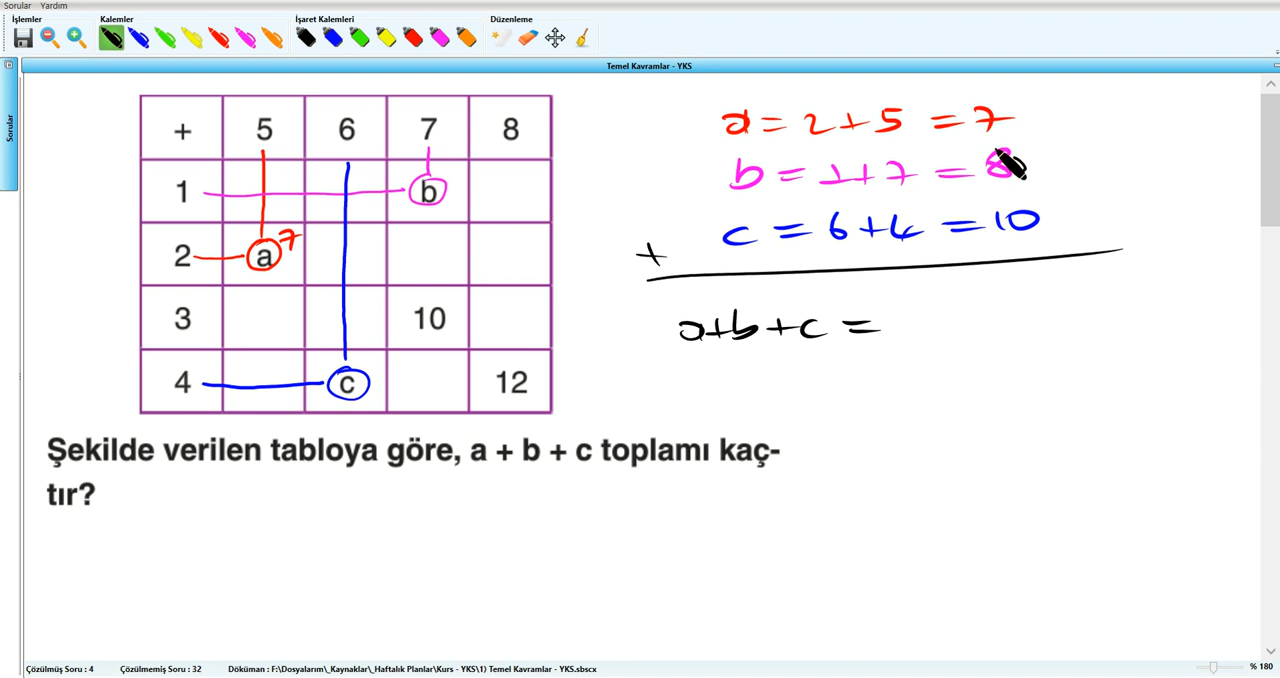 Sorular Yardım
İşlemler Kalemler İşaret Kalemleri Düzenleme
Temel Kavramlar - YKS
Sorular
+ 5 6 7 8
1 b
2 a 7
3 10
4 c 12
a = 2+5 = 7
b = 1+7 = 8
c = 6+4 = 10
+
a+b+c =
Şekilde verilen tabloya göre, a + b + c toplamı kaç-
tır?
Çözülmüş Soru : 4 Çözülmemiş Soru : 32 Döküman : F:\Dosyalarım\_Kaynaklar\_Haftalık Planlar\Kurs - YKS\1) Temel Kavramlar - YKS.sbscx % 180